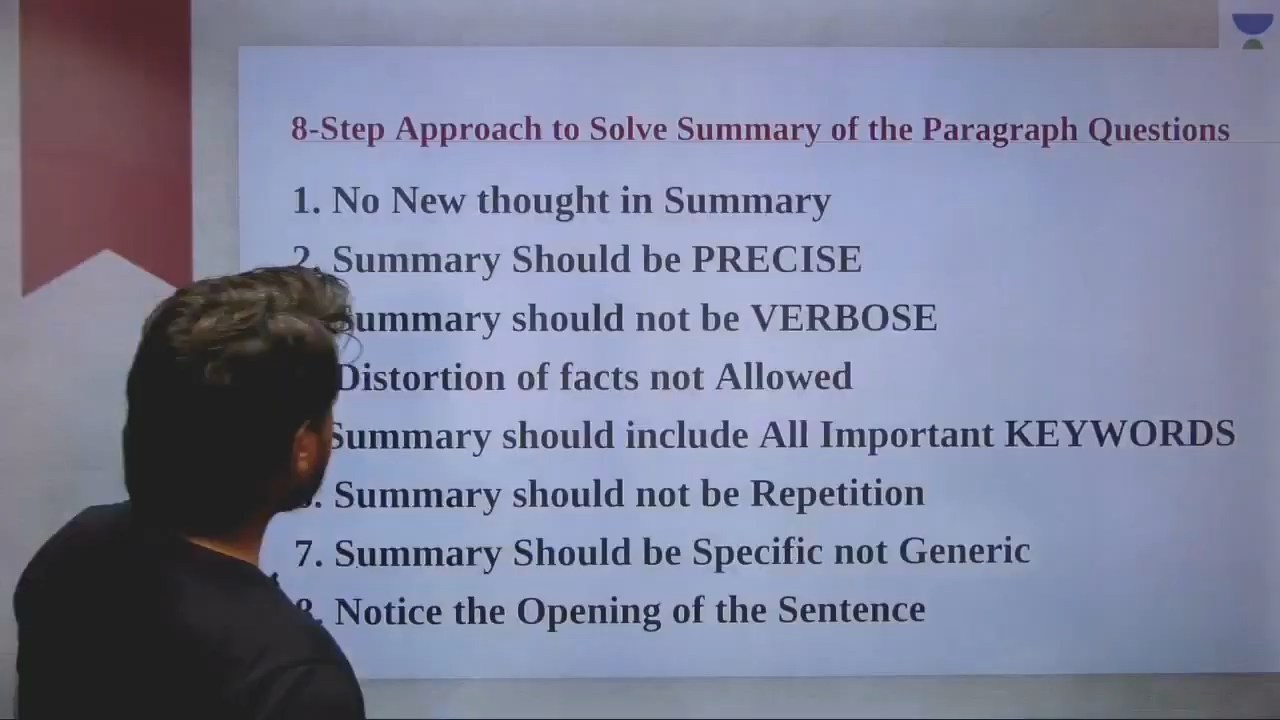 8-Step Approach to Solve Summary of the Paragraph Questions
1. No New thought in Summary
2. Summary Should be PRECISE
Summary should not be VERBOSE
Distortion of facts not Allowed
Summary should include All Important KEYWORDS
Summary should not be Repetition
7. Summary Should be Specific not Generic
8. Notice the Opening of the Sentence